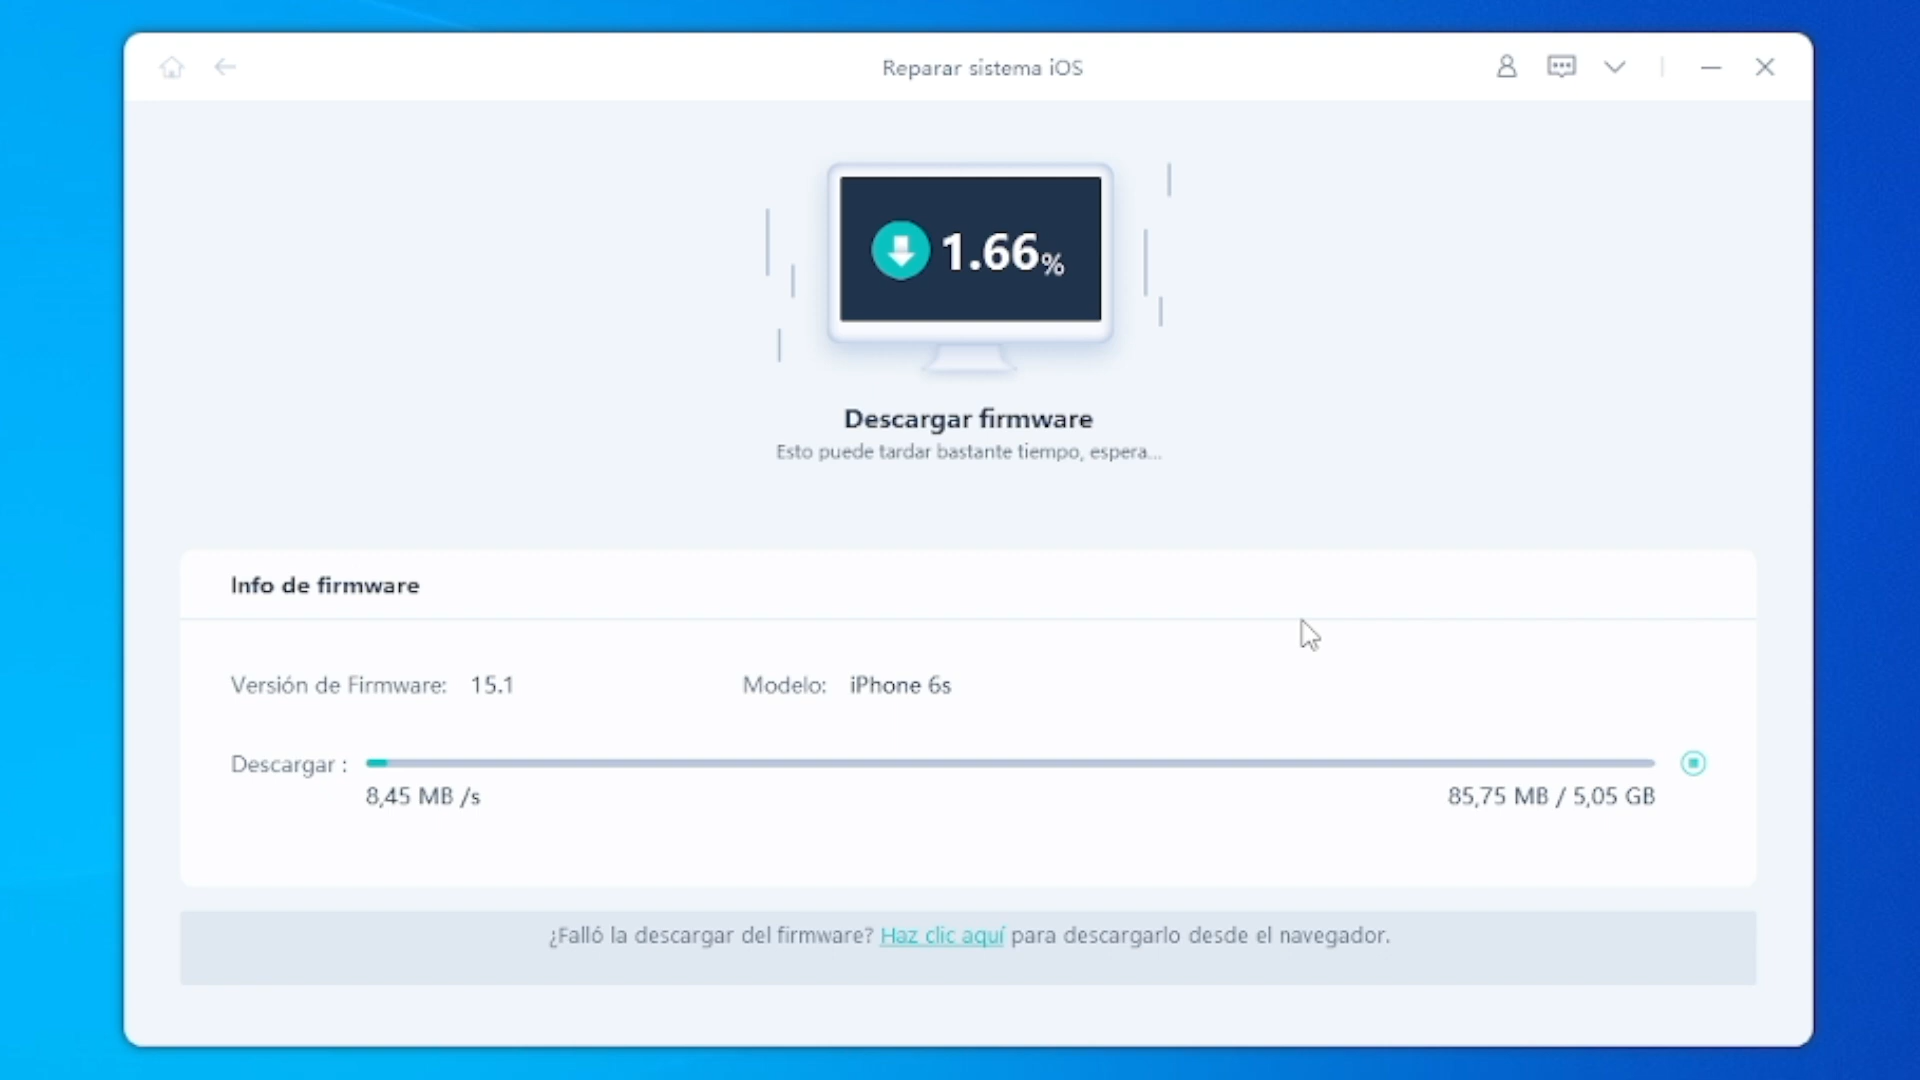 Reparar sistema iOS
1.66%
Descargar firmware
Esto puede tardar bastante tiempo, espera...
Info de firmware
Versión de Firmware: 15.1 Modelo: iPhone 6s
Descargar :
8,45 MB /s 85,75 MB / 5,05 GB
¿Falló la descargar del firmware? Haz clic aquí para descargarlo desde el navegador.